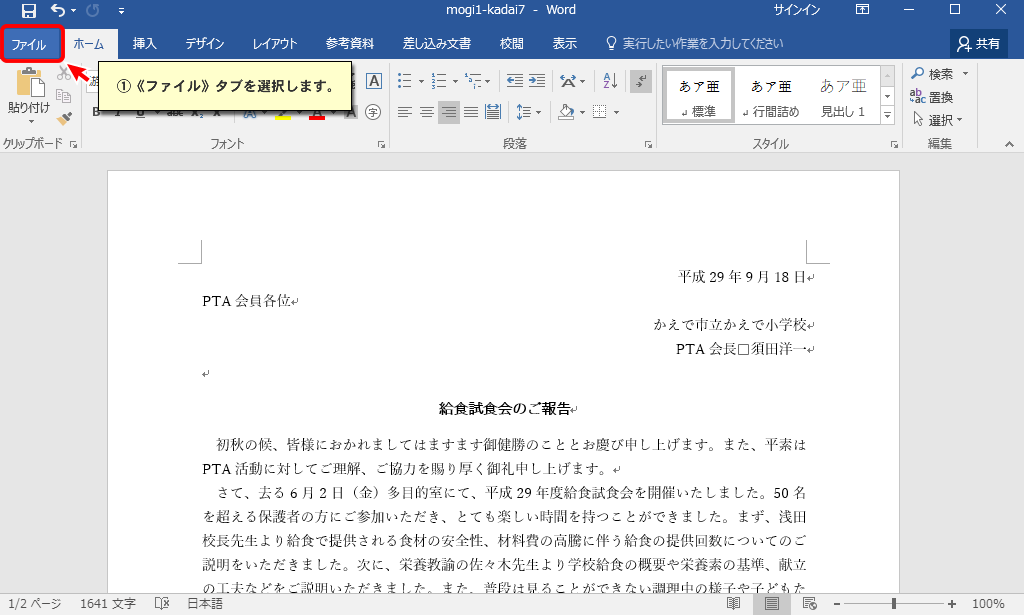 mogi1-kadai7 - Word
サインイン
ファイル
ホーム
挿入
デザイン
レイアウト
参考資料
差し込み文書
校閲
表示
実行したい作業を入力してください
共有
①《ファイル》タブを選択します。
貼り付け
クリップボード
フォント
段落
あア亜
標準
あア亜
行間詰め
あア亜
見出し 1
スタイル
検索
置換
選択
編集
平成 29 年 9 月 18 日
PTA 会員各位
かえで市立かえで小学校
PTA 会長□須田洋一
給食試食会のご報告
初秋の候、皆様におかれましてはますます御健勝のこととお慶び申し上げます。また、平素は
PTA 活動に対してご理解、ご協力を賜り厚く御礼申し上げます。
さて、去る 6 月 2 日（金）多目的室にて、平成 29 年度給食試食会を開催いたしました。50 名
を超える保護者の方にご参加いただき、とても楽しい時間を持つことができました。まず、浅田
校長先生より給食で提供される食材の安全性、材料費の高騰に伴う給食の提供回数についてのご
説明をいただきました。次に、栄養教諭の佐々木先生より学校給食の概要や栄養素の基準、献立
の工夫などをご説明いただきました。また、普段は見ることができない調理中の様子や子どもた
1/2 ページ
1641 文字
日本語
100%